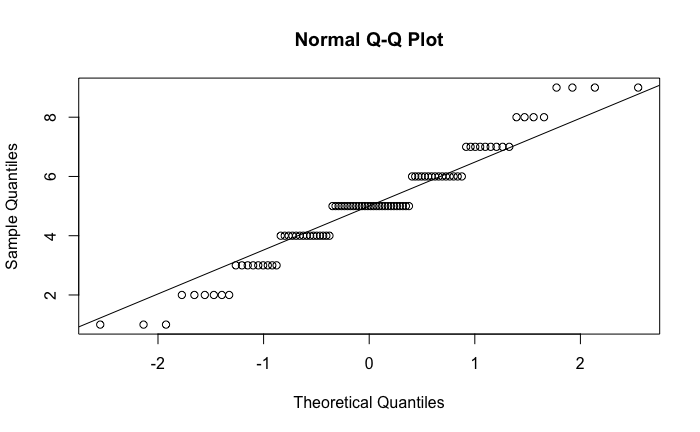 Normal Q-Q Plot
8
6
4
2
Sample Quantiles
-2 -1 0 1 2
Theoretical Quantiles